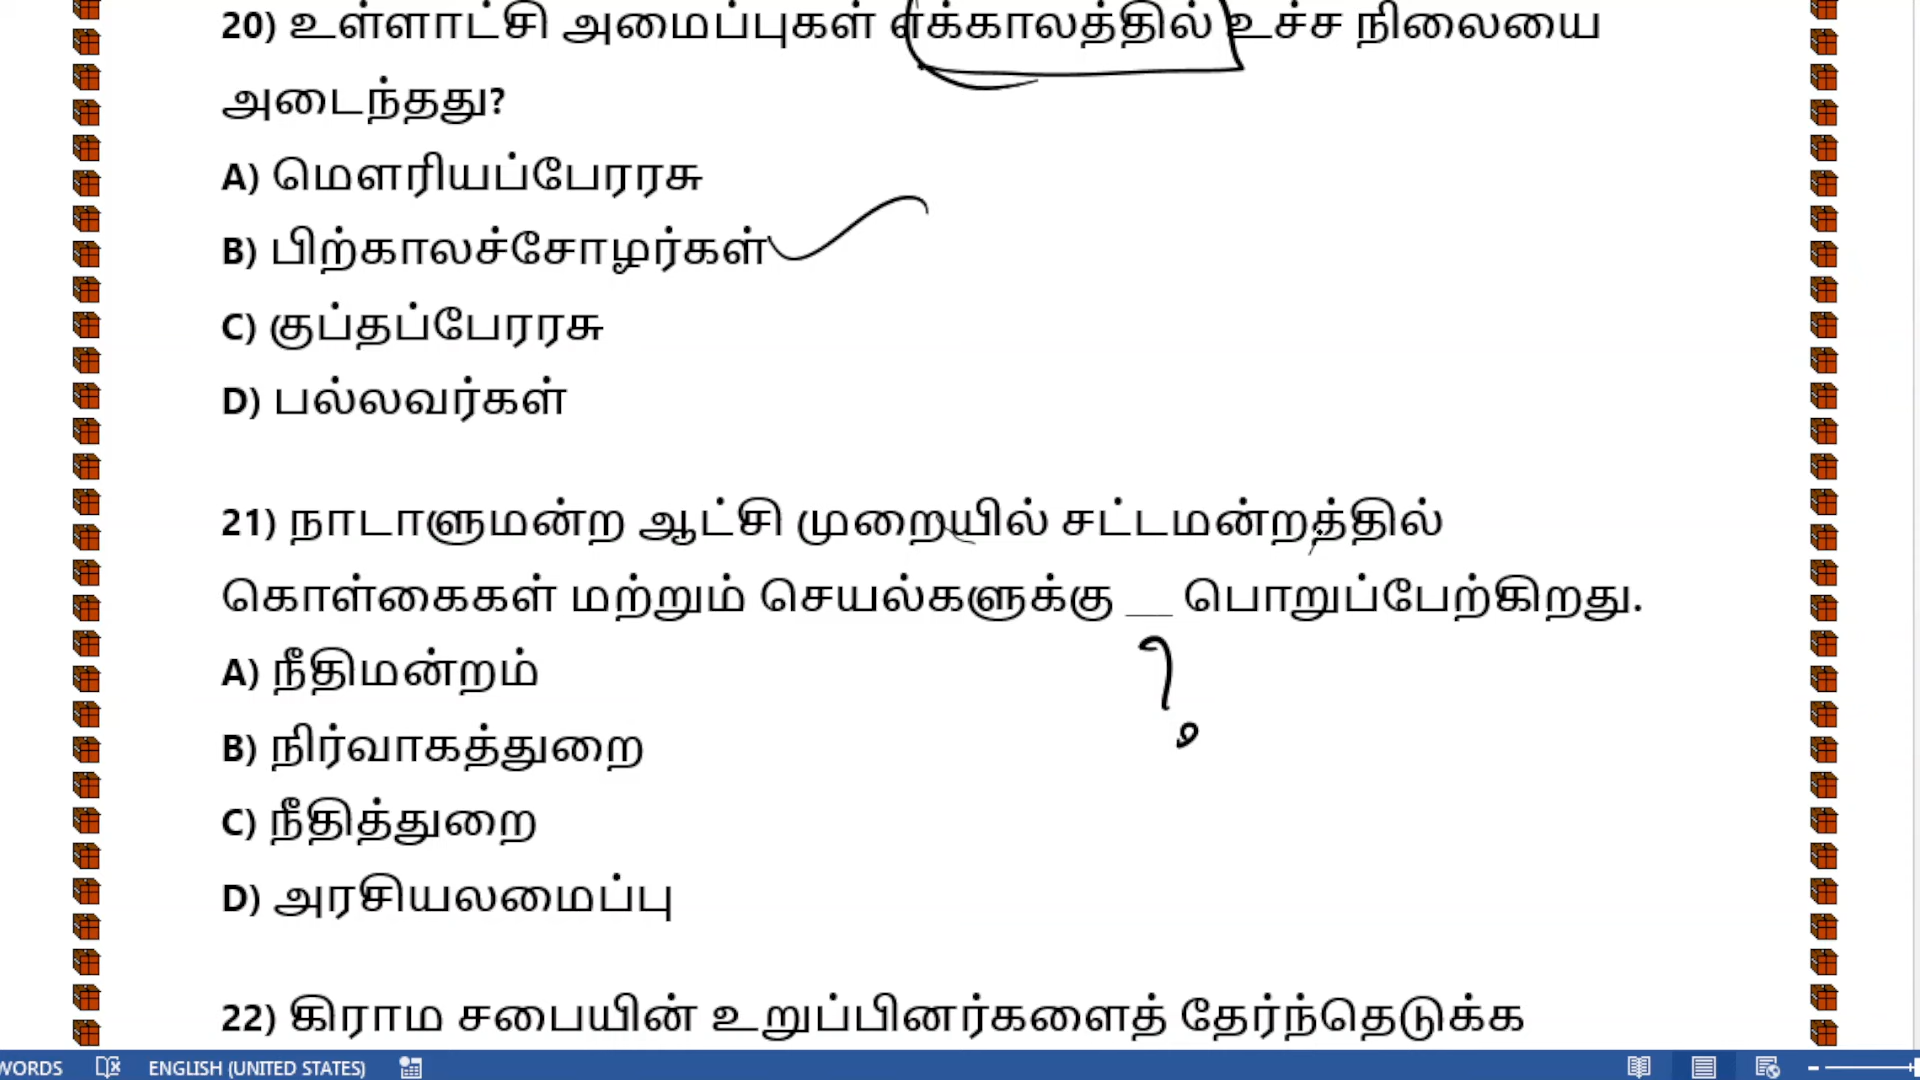 20) உள்ளாட்சி அமைப்புகள் எக்காலத்தில் உச்ச நிலையை
அடைந்தது?
A) மௌரியப்பேரரசு
B) பிற்காலச்சோழர்கள்
C) குப்தப்பேரரசு
D) பல்லவர்கள்
21) நாடாளுமன்ற ஆட்சி முறையில் சட்டமன்றத்தில்
கொள்கைகள் மற்றும் செயல்களுக்கு __ பொறுப்பேற்கிறது.
A) நீதிமன்றம்
B) நிர்வாகத்துறை
C) நீதித்துறை
D) அரசியலமைப்பு
22) கிராம சபையின் உறுப்பினர்களைத் தேர்ந்தெடுக்க
WORDS ENGLISH (UNITED STATES)